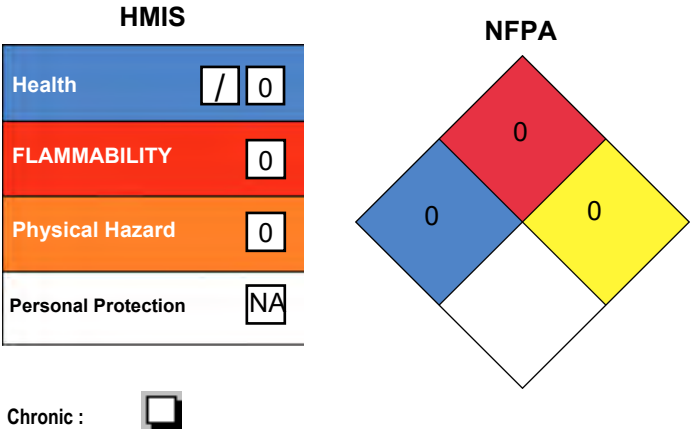 HMIS
Health / 0
FLAMMABILITY 0
Physical Hazard 0
Personal Protection NA
Chronic :
NFPA
0
0 0